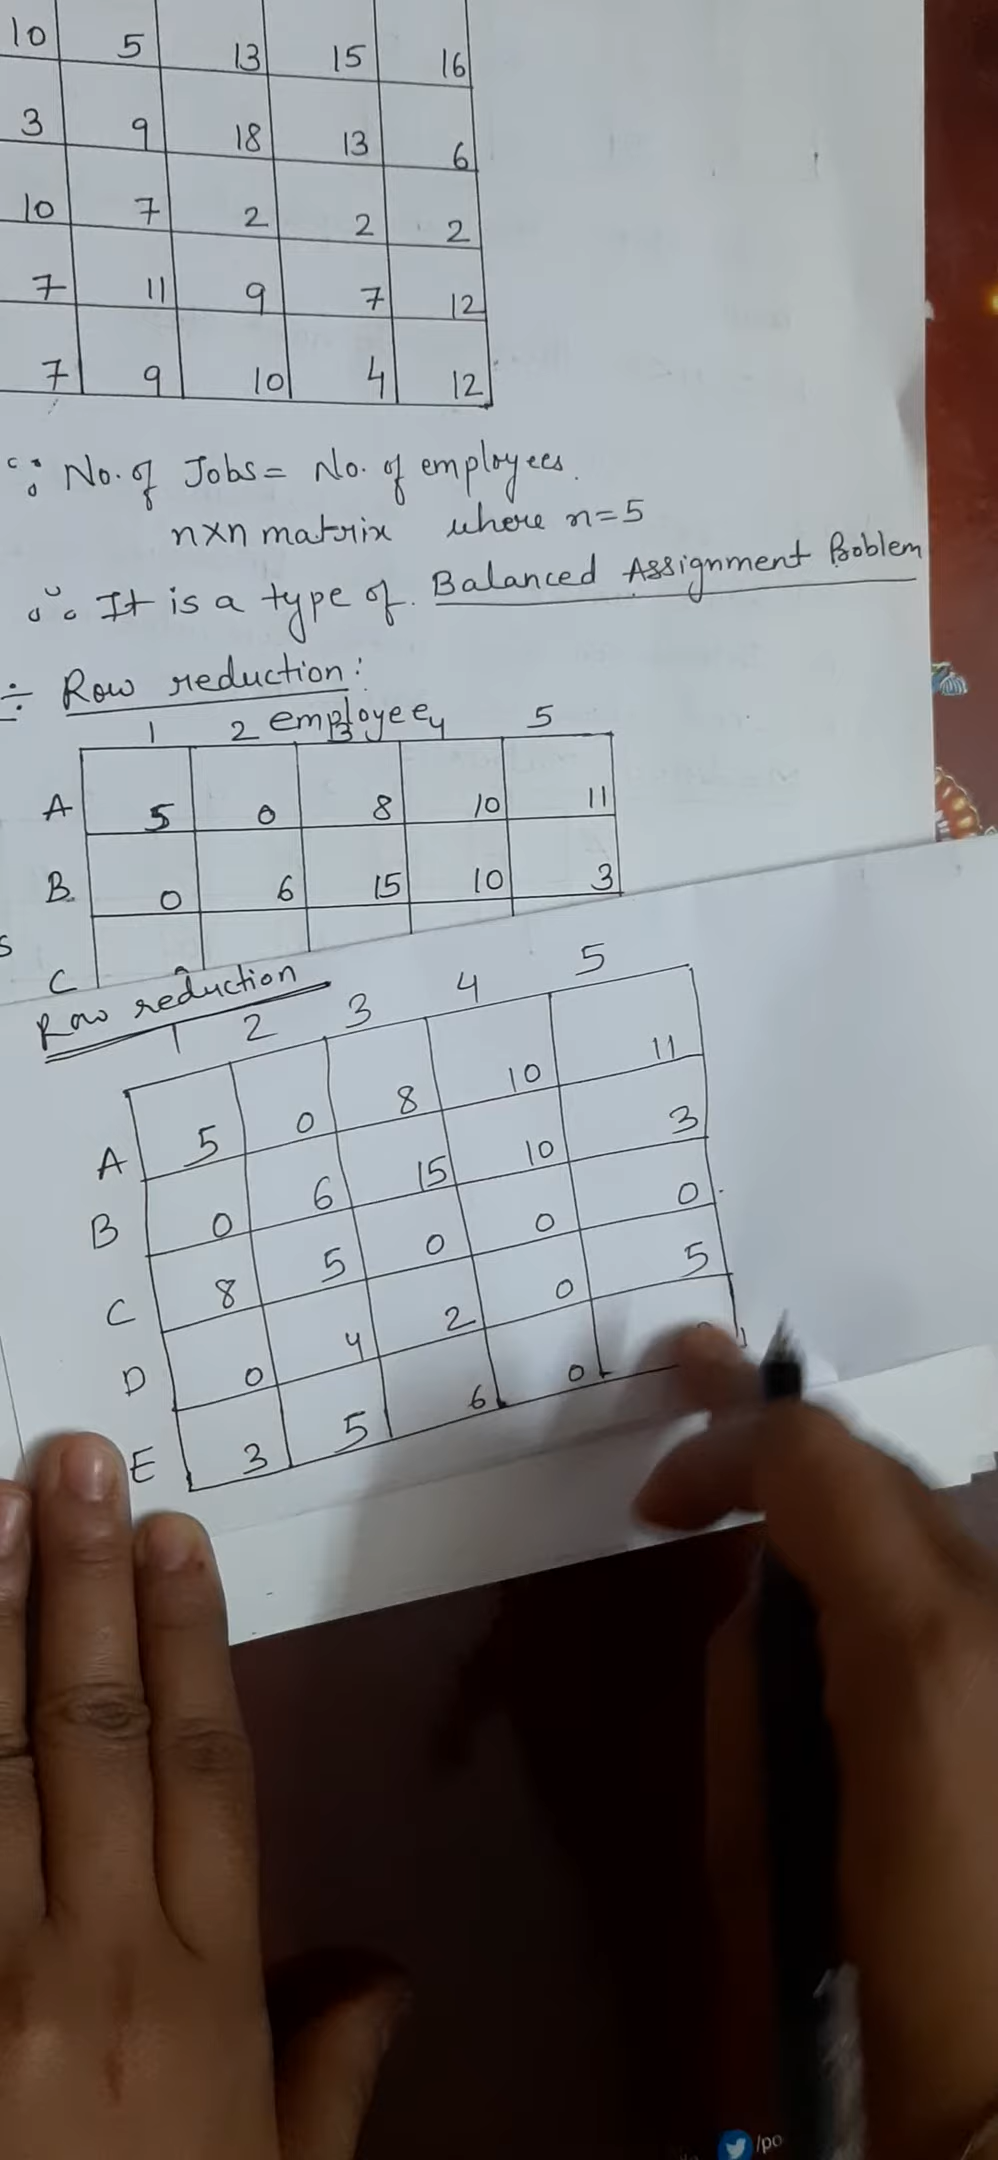 10 5 13 15 16
3 9 18 13 6
10 7 2 2 2
7 11 9 7 12
7 9 10 4 12
∵ No. of Jobs = No. of employees.
n×n matrix where n=5
∴ It is a type of Balanced Assignment Problem
÷ Row reduction:
employee
1 2 3 4 5
A 5 0 8 10 11
B 0 6 15 10 3
s
C
Row reduction
1 2 3 4 5
A 5 0 8 10 11
B 0 6 15 10 3
C 8 5 0 0 0
D 0 4 2 0 5
E 3 5 6 0
/po